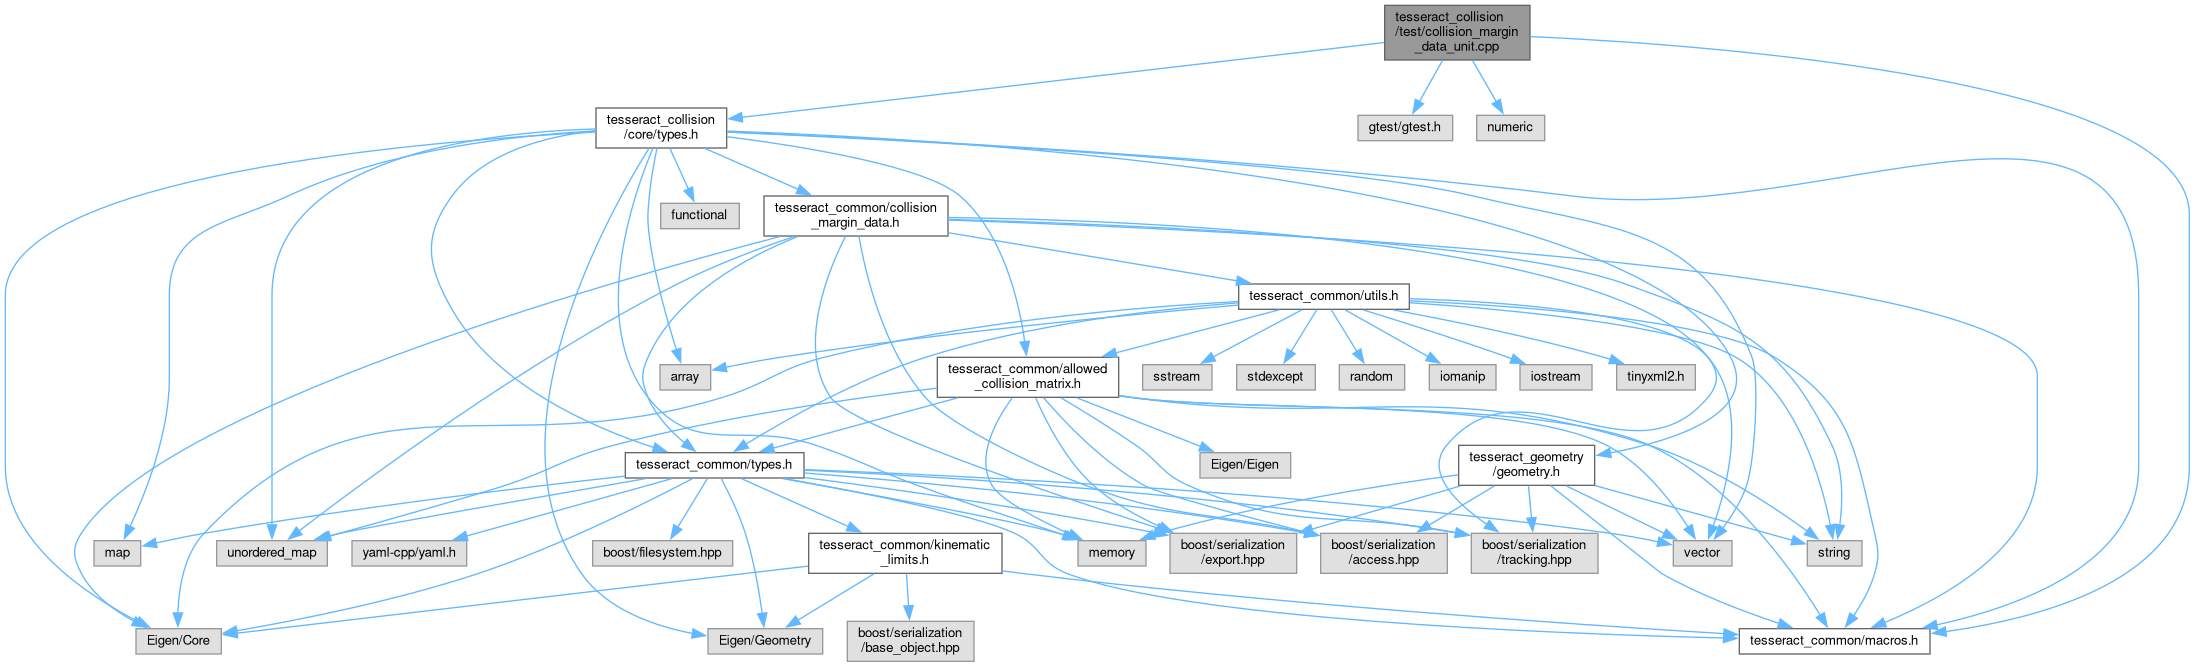 tesseract_collision
/test/collision_margin
_data_unit.cpp
tesseract_collision
/core/types.h
gtest/gtest.h
numeric
functional
tesseract_common/collision
_margin_data.h
tesseract_common/utils.h
array
tesseract_common/allowed
_collision_matrix.h
sstream
stdexcept
random
iomanip
iostream
tinyxml2.h
tesseract_common/types.h
Eigen/Eigen
tesseract_geometry
/geometry.h
map
unordered_map
yaml-cpp/yaml.h
boost/filesystem.hpp
tesseract_common/kinematic
_limits.h
memory
boost/serialization
/export.hpp
boost/serialization
/access.hpp
boost/serialization
/tracking.hpp
vector
string
Eigen/Core
Eigen/Geometry
boost/serialization
/base_object.hpp
tesseract_common/macros.h